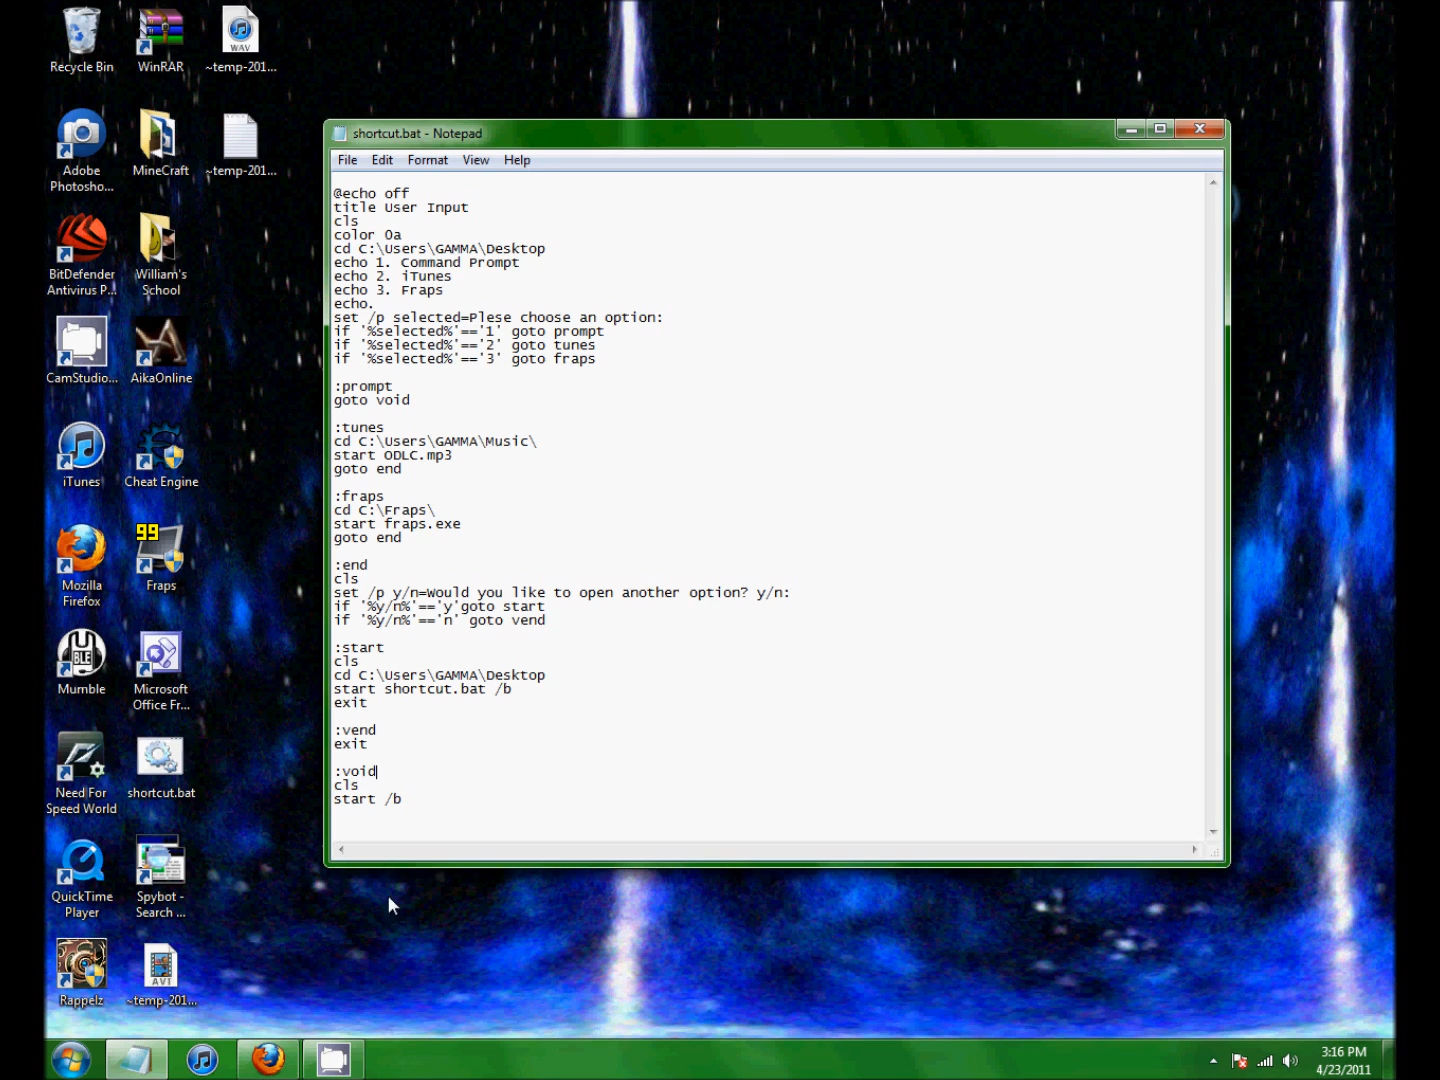 Recycle Bin
WinRAR
WAV
~temp-201...
Adobe
Photosho...
MineCraft
~temp-201...
BitDefender
Antivirus P...
William's
School
CamStudio...
AikaOnline
iTunes
Cheat Engine
99
Mozilla
Firefox
Fraps
Mumble
Microsoft
Office Fr...
Need For
Speed World
shortcut.bat
QuickTime
Player
Spybot -
Search ...
Rappelz
~temp-201...
shortcut.bat - Notepad
File Edit Format View Help
@echo off
title User Input
cls
color 0a
cd C:\Users\GAMMA\Desktop
echo 1. Command Prompt
echo 2. iTunes
echo 3. Fraps
echo.
set /p selected=Plese choose an option:
if '%selected%'=='1' goto prompt
if '%selected%'=='2' goto tunes
if '%selected%'=='3' goto fraps
:prompt
goto void
:tunes
cd C:\Users\GAMMA\Music\
start ODLC.mp3
goto end
:fraps
cd C:\Fraps\
start fraps.exe
goto end
:end
cls
set /p y/n=Would you like to open another option? y/n:
if '%y/n%'=='y'goto start
if '%y/n%'=='n' goto vend
:start
cls
cd C:\Users\GAMMA\Desktop
start shortcut.bat /b
exit
:vend
exit
:void
cls
start /b
3:16 PM
4/23/2011